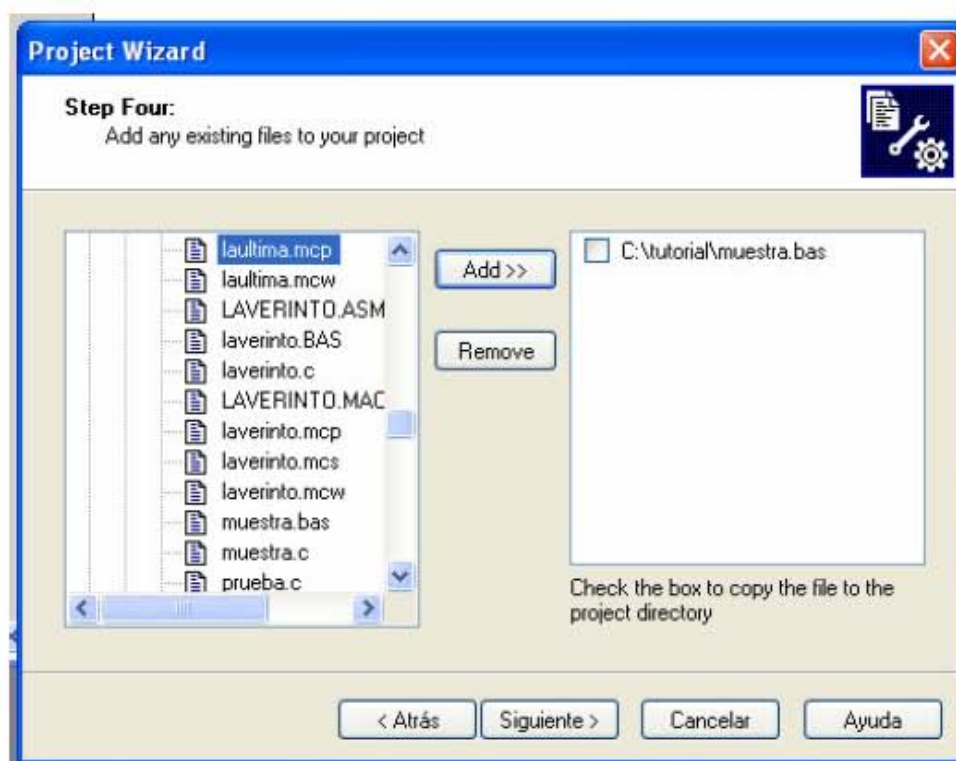 Project Wizard
Step Four:
Add any existing files to your project
laultima.mcp
laultima.mcw
LAVERINTO.ASM
laverinto.BAS
laverinto.c
LAVERINTO.MAC
laverinto.mcp
laverinto.mcs
laverinto.mcw
muestra.bas
muestra.c
prueba.c
Add >>
Remove
C:\tutorial\muestra.bas
Check the box to copy the file to the
project directory
< Atrás
Siguiente >
Cancelar
Ayuda